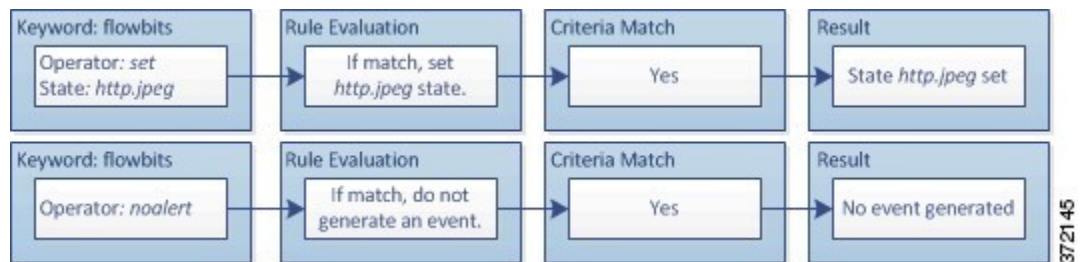 Keyword: flowbits
Operator: set
State: http.jpeg
Rule Evaluation
If match, set
http.jpeg state.
Criteria Match
Yes
Result
State http.jpeg set
Keyword: flowbits
Operator: noalert
Rule Evaluation
If match, do not
generate an event.
Criteria Match
Yes
Result
No event generated
372145